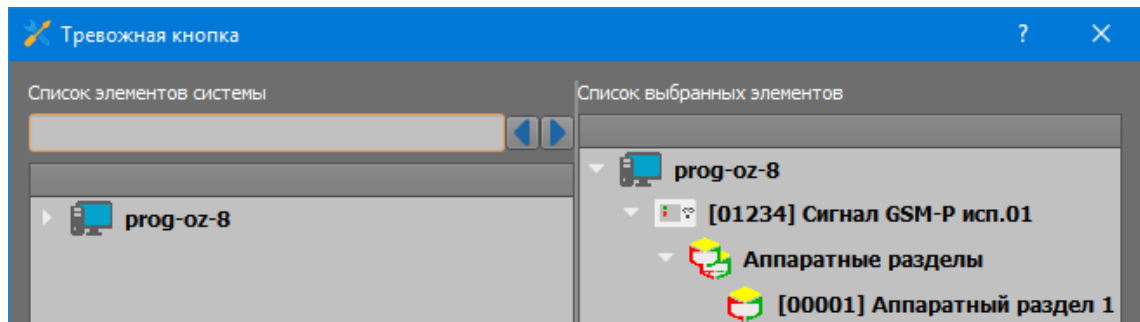 Тревожная кнопка
Список элементов системы
Список выбранных элементов
prog-oz-8
prog-oz-8
[01234] Сигнал GSM-P исп.01
Аппаратные разделы
[00001] Аппаратный раздел 1